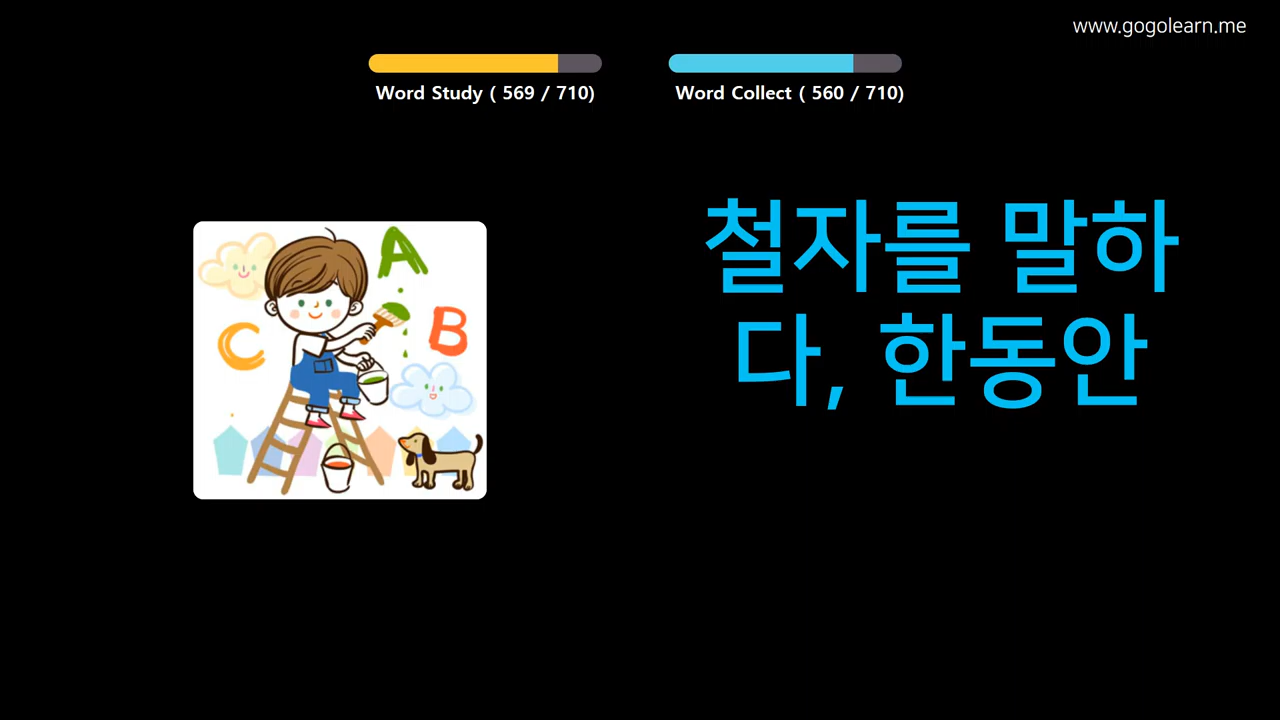 www.gogolearn.me
Word Study ( 569 / 710)
Word Collect ( 560 / 710)
철자를 말하
다, 한동안
A
B
C